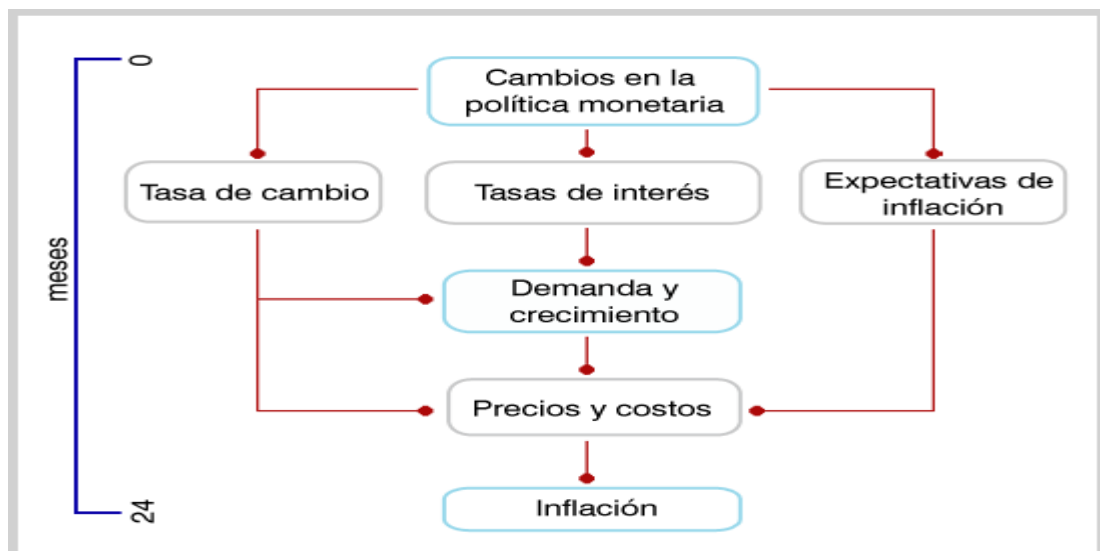 0
Cambios en la
política monetaria
Tasa de cambio
Tasas de interés
Expectativas de
inflación
meses
Demanda y
crecimiento
Precios y costos
Inflación
24